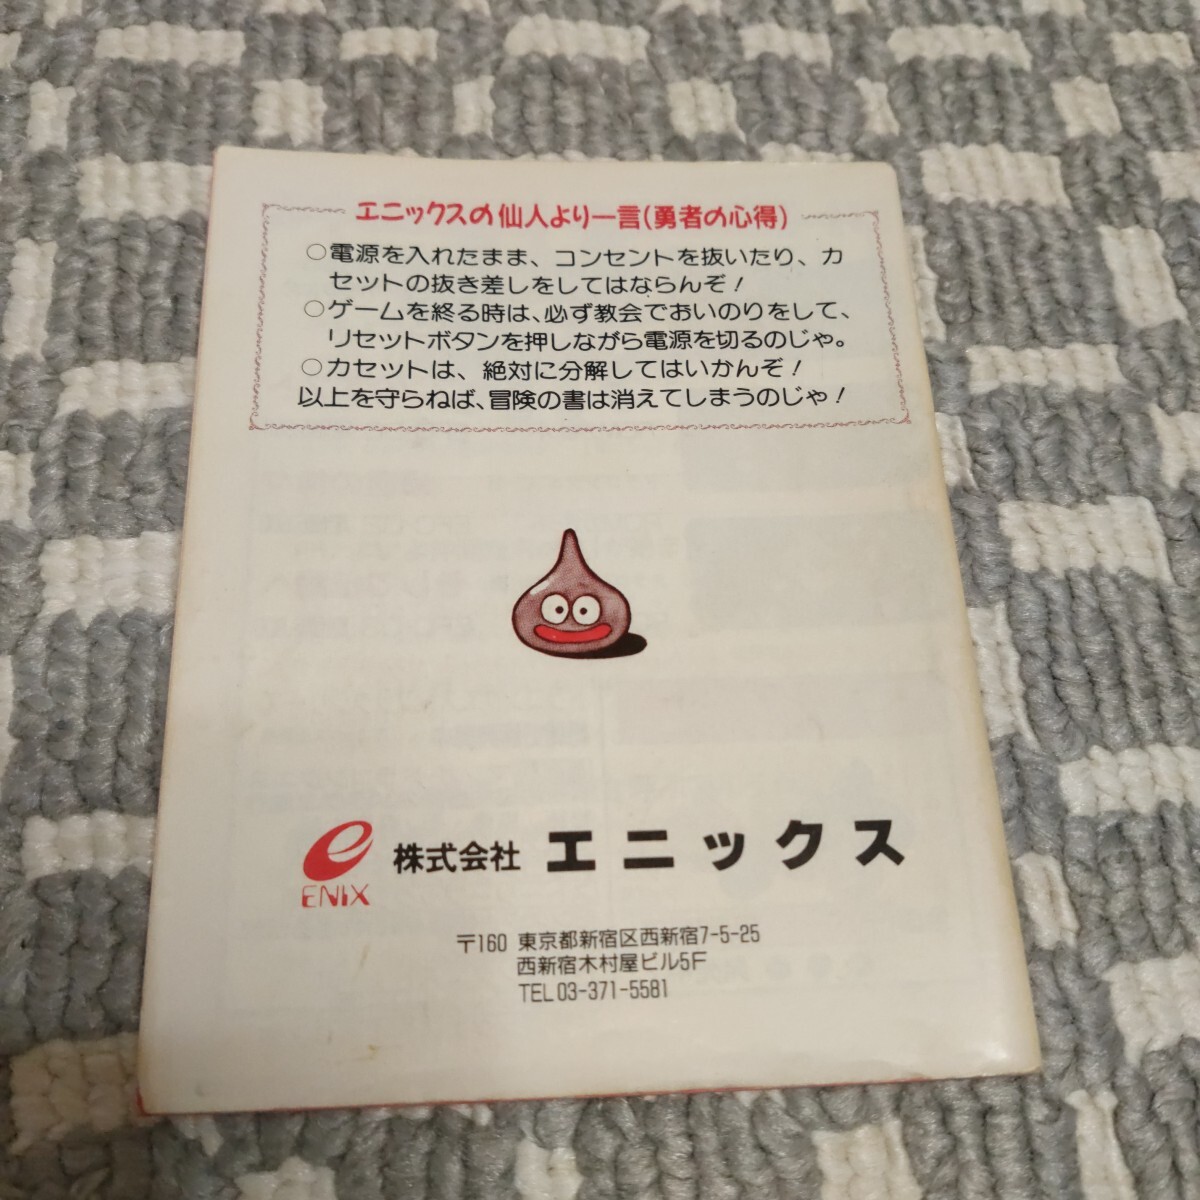 エニックスの仙人より一言(勇者の心得)
○電源を入れたまま、コンセントを抜いたり、カ
セットの抜き差しをしてはならんぞ!
○ゲームを終る時は、必ず教会でおいのりをして、
リセットボタンを押しながら電源を切るのじゃ。
○カセットは、絶対に分解してはいかんぞ!
以上を守らねば、冒険の書は消えてしまうのじゃ!
e
ENIX
株式会社 エニックス
〒160 東京都新宿区西新宿7-5-25
西新宿木村屋ビル5F
TEL 03-371-5581